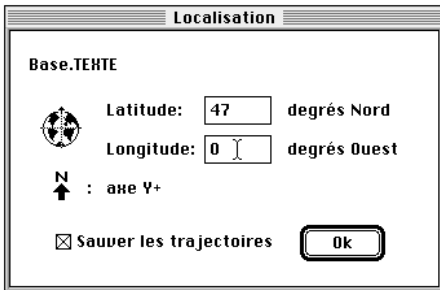 Localisation
Base.TEXTE
Latitude: 47 degrés Nord
Longitude: 0 degrés Ouest
N : axe Y+
Sauver les trajectoires Ok